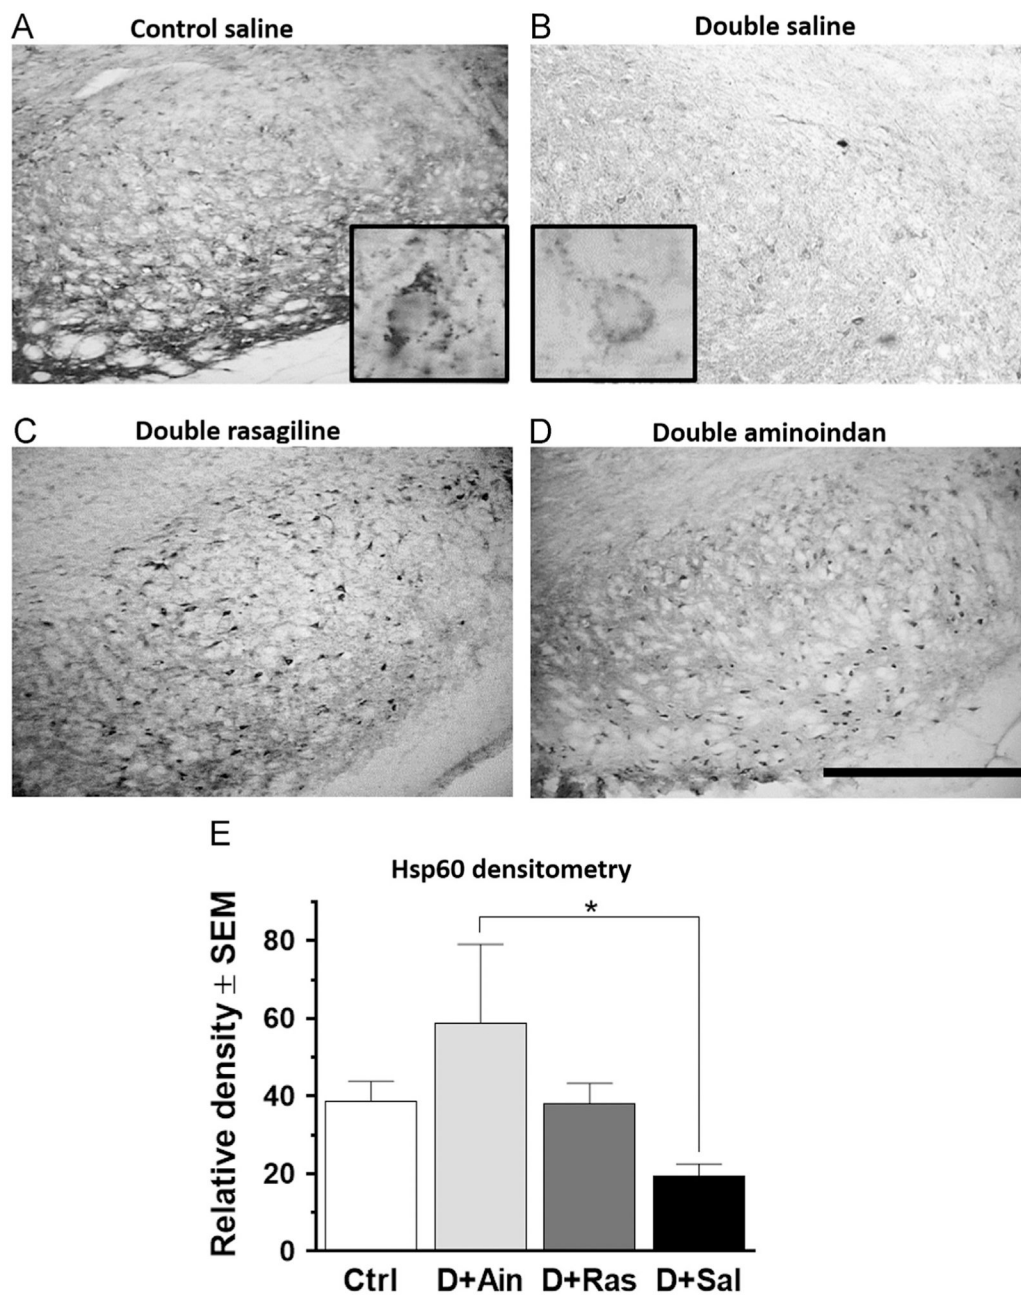 A
Control saline
B
Double saline
C
Double rasagiline
D
Double aminoindan
E
Hsp60 densitometry
Relative density ± SEM
80
60
40
20
0
*
Ctrl D+Ain D+Ras D+Sal